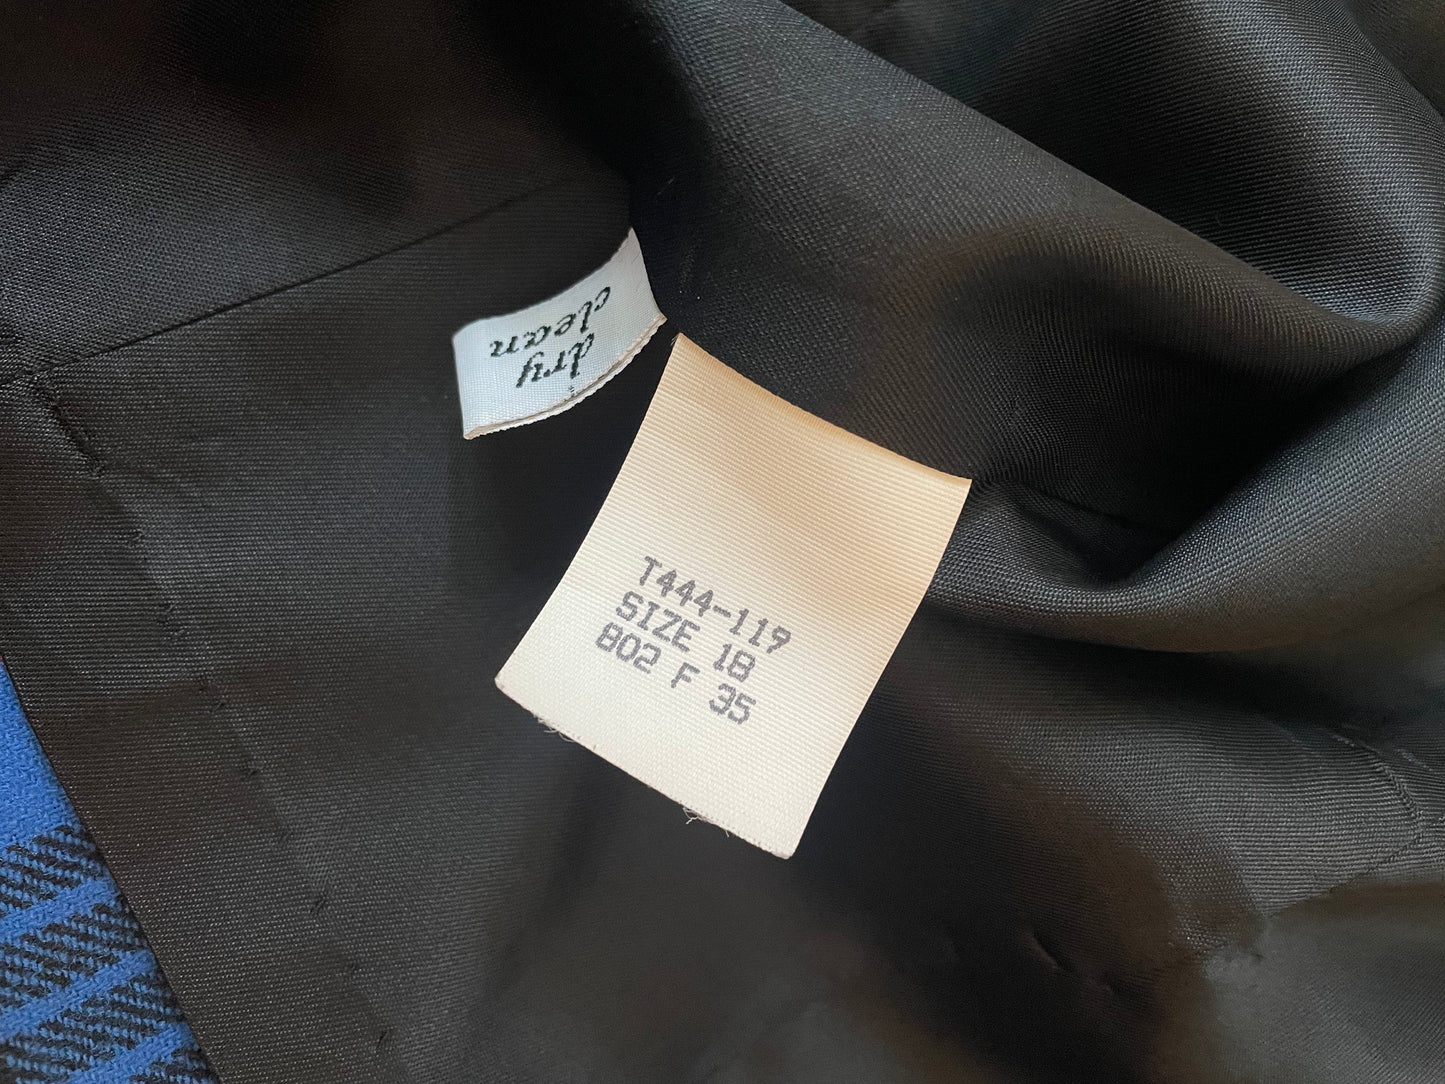 dry
clean
T444-119
SIZE 18
802 F 35